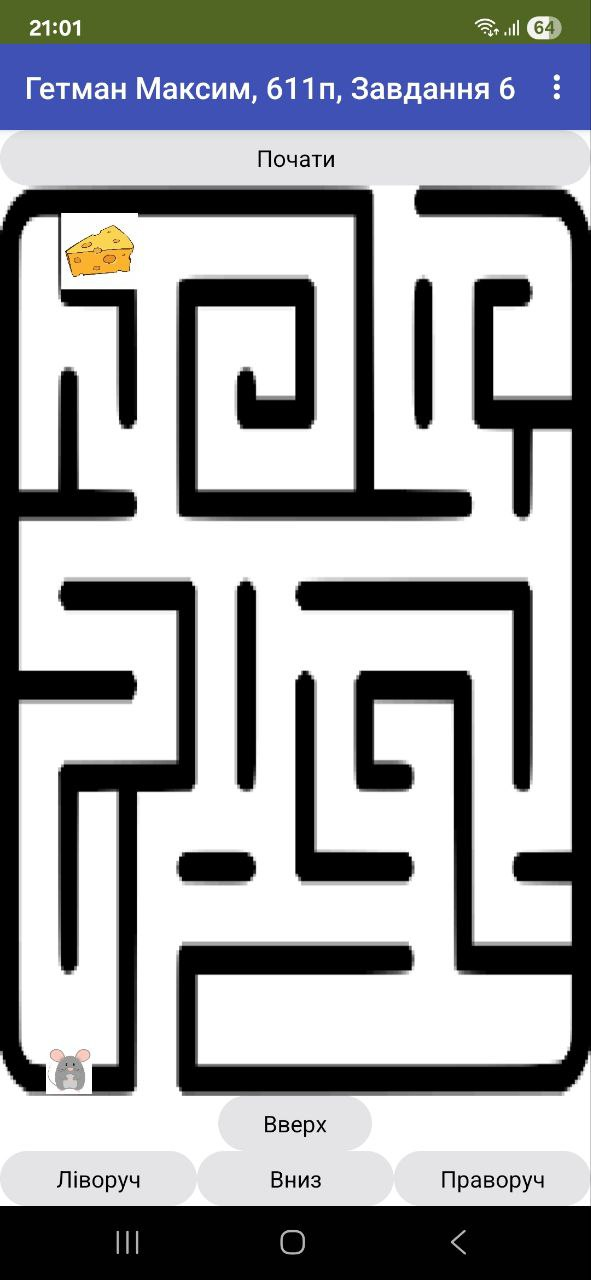 21:01
64
Гетман Максим, 611п, Завдання 6
Почати
Вверх
Ліворуч Вниз Праворуч